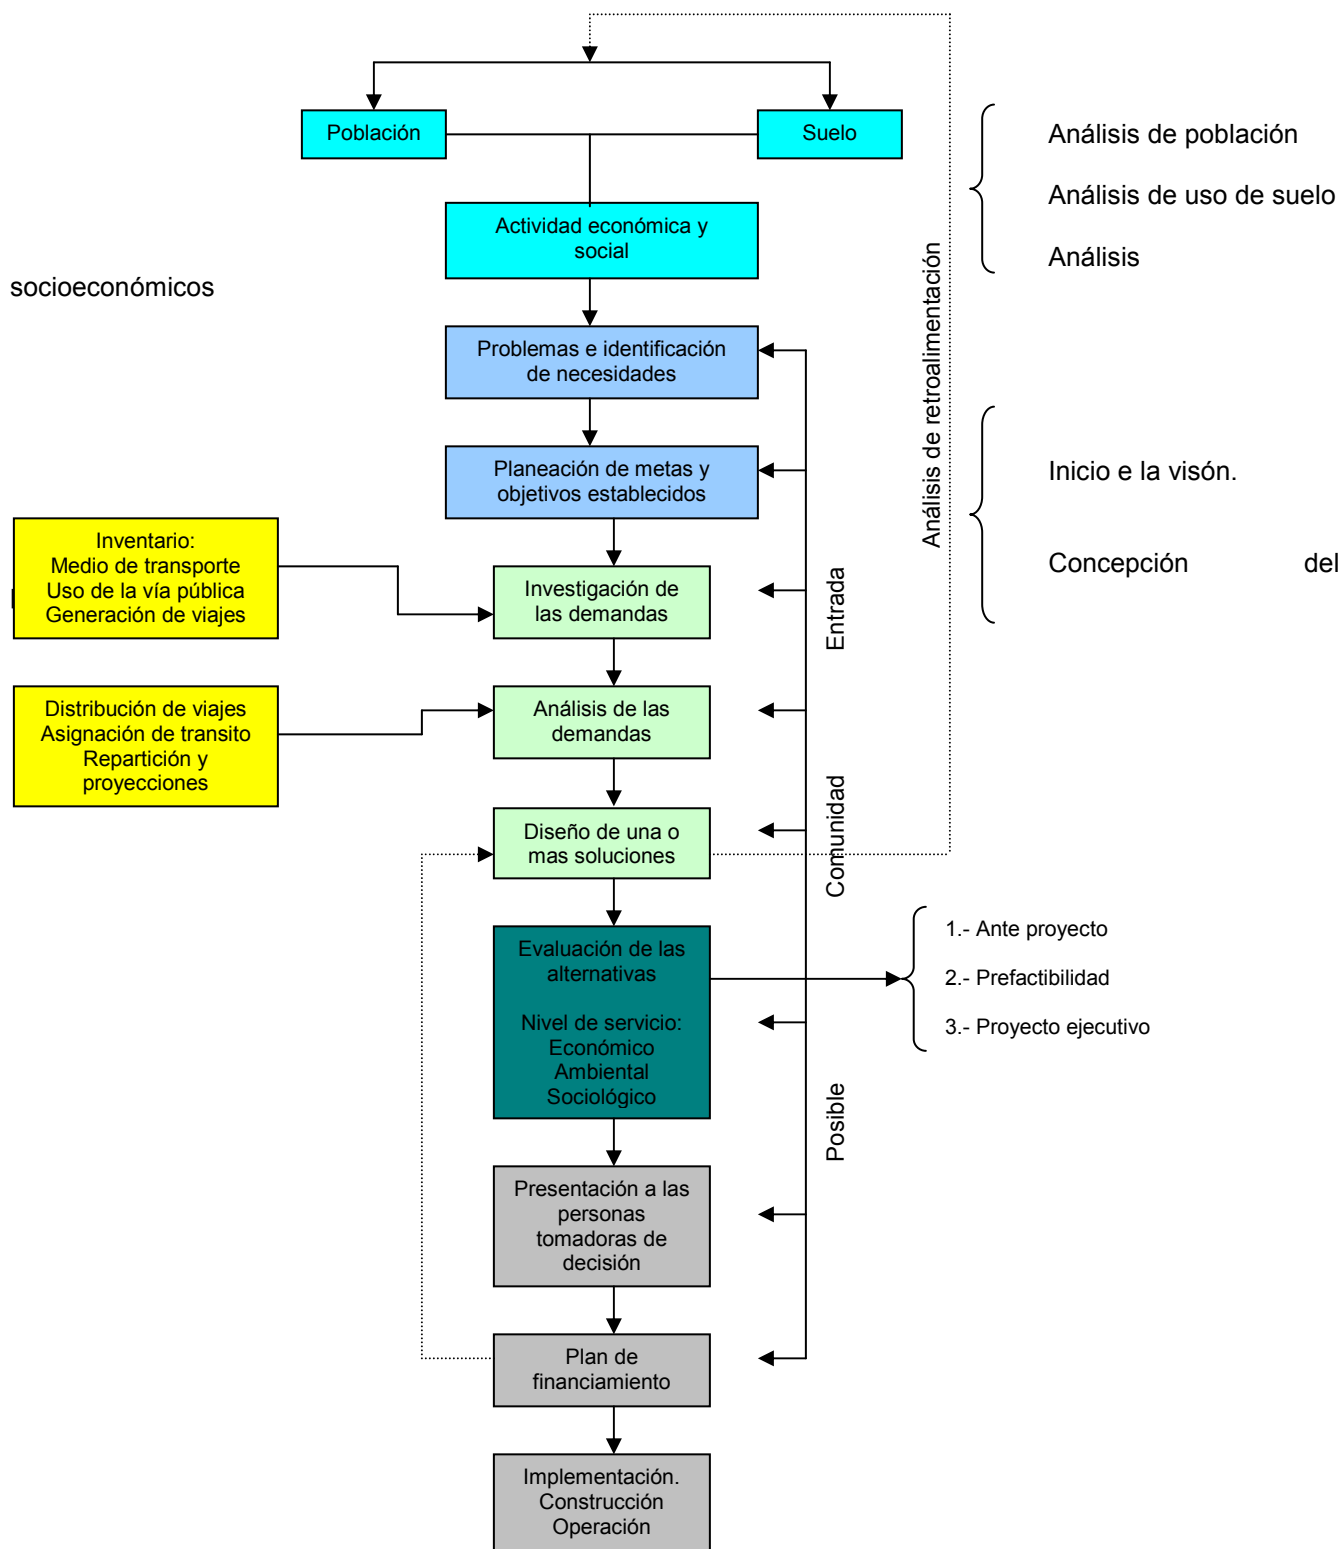 Población
Suelo
Análisis de población
Análisis de uso de suelo
Análisis
socioeconómicos
Actividad económica y
social
Problemas e identificación
de necesidades
Planeación de metas y
objetivos establecidos
Análisis de retroalimentación
Inicio e la visón.
Concepción del
Inventario:
Medio de transporte
Uso de la vía pública
Generación de viajes
Investigación de
las demandas
Entrada
Distribución de viajes
Asignación de transito
Repartición y
proyecciones
Análisis de las
demandas
Diseño de una o
mas soluciones
Comunidad
Evaluación de las
alternativas
Nivel de servicio:
Económico
Ambiental
Sociológico
1.- Ante proyecto
2.- Prefactibilidad
3.- Proyecto ejecutivo
Posible
Presentación a las
personas
tomadoras de
decisión
Plan de
financiamiento
Implementación.
Construcción
Operación